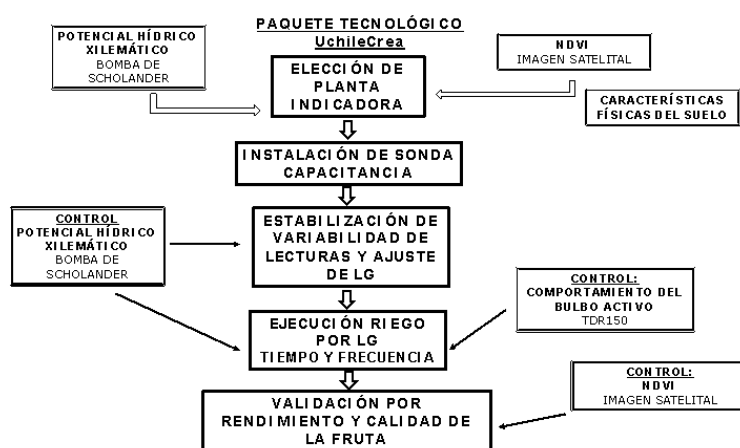 PAQUETE TECNOLÓGICO
UchileCrea
POTENCIAL HÍDRICO
XILEMÁTICO
BOMBA DE
SCHOLANDER
NDVI
IMAGEN SATELITAL
ELECCIÓN DE
PLANTA
INDICADORA
CARACTERÍSTICAS
FÍSICAS DEL SUELO
INSTALACIÓN DE SONDA
CAPACITANCIA
CONTROL
POTENCIAL HÍDRICO
XILEMÁTICO
BOMBA DE
SCHOLANDER
ESTABILIZACIÓN DE
VARIABILIDAD DE
LECTURAS Y AJUSTE
DE LG
CONTROL:
COMPORTAMIENTO DEL
BULBO ACTIVO
TDR150
EJECUCIÓN RIEGO
POR LG
TIEMPO Y FRECUENCIA
CONTROL:
NDVI
IMAGEN SATELITAL
VALIDACIÓN POR
RENDIMIENTO Y CALIDAD DE
LA FRUTA